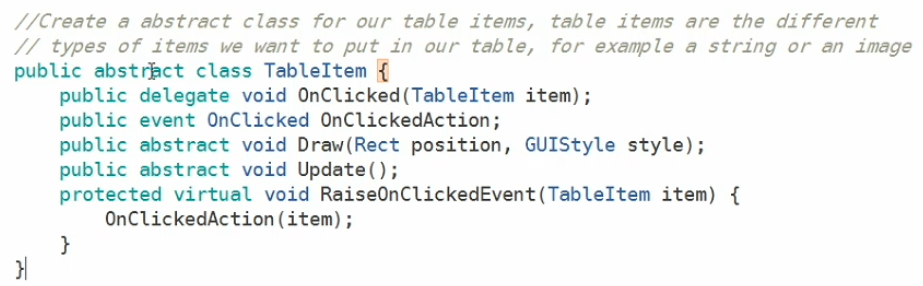 //Create a abstract class for our table items, table items are the different
// types of items we want to put in our table, for example a string or an image
public abstract class TableItem {
    public delegate void OnClicked(TableItem item);
    public event OnClicked OnClickedAction;
    public abstract void Draw(Rect position, GUIStyle style);
    public abstract void Update();
    protected virtual void RaiseOnClickedEvent(TableItem item) {
        OnClickedAction(item);
    }
}